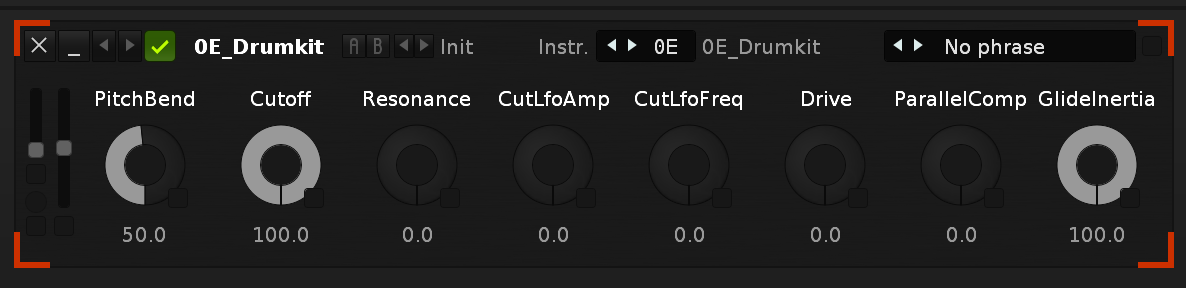 0E_Drumkit A B Init Instr. 0E 0E_Drumkit No phrase
PitchBend Cutoff Resonance CutLfoAmp CutLfoFreq Drive ParallelComp GlideInertia
50.0 100.0 0.0 0.0 0.0 0.0 0.0 100.0